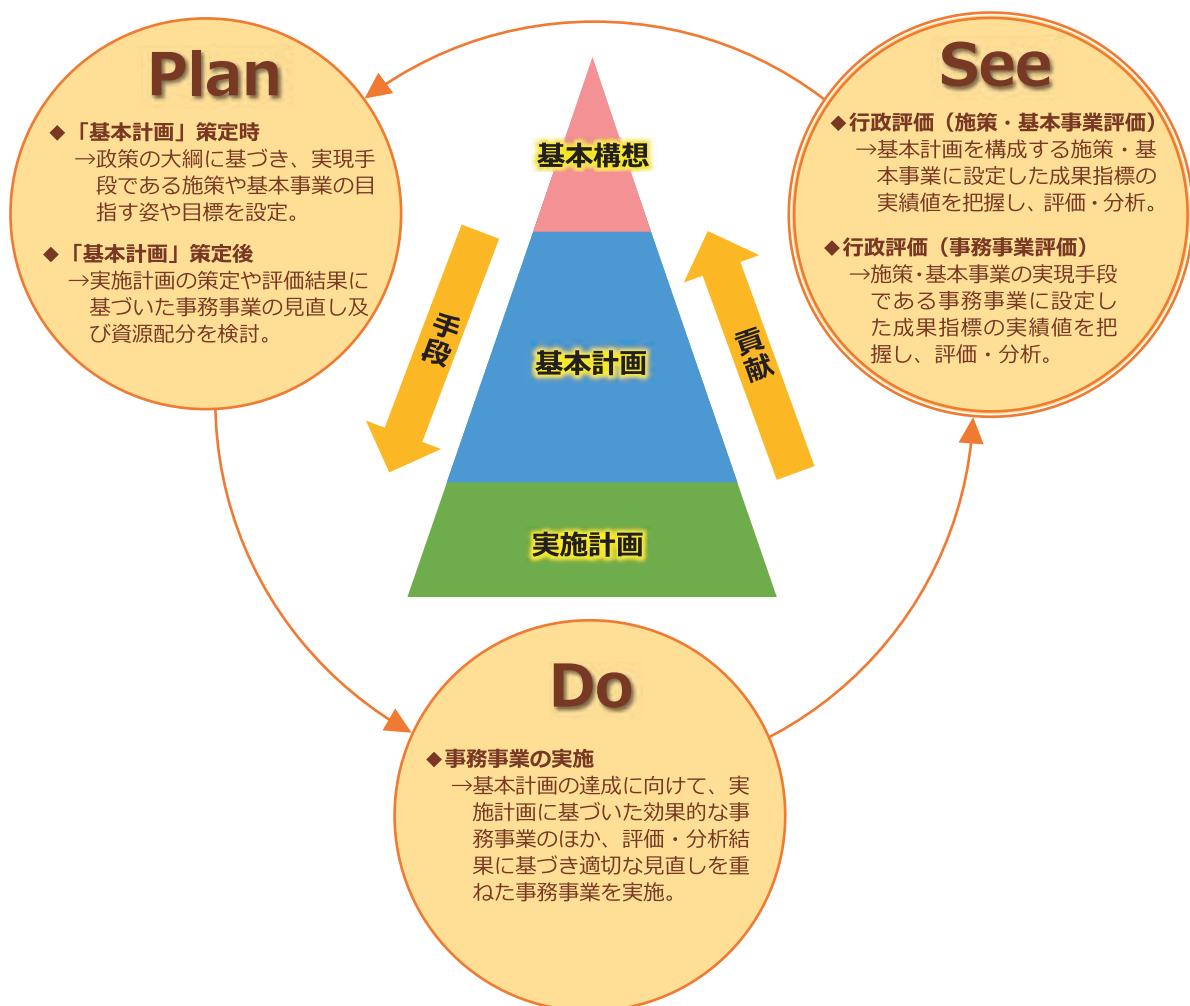 Plan
◆「基本計画」策定時
→政策の大綱に基づき、実現手
段である施策や基本事業の目
指す姿や目標を設定。
◆「基本計画」策定後
→実施計画の策定や評価結果に
基づいた事務事業の見直し及
び資源配分を検討。
See
◆行政評価（施策・基本事業評価）
→基本計画を構成する施策・基
本事業に設定した成果指標の
実績値を把握し、評価・分析。
◆行政評価（事務事業評価）
→施策・基本事業の実現手段
である事務事業に設定し
た成果指標の実績値を把
握し、評価・分析。
基本構想
手段
基本計画
貢献
実施計画
Do
◆事務事業の実施
→基本計画の達成に向けて、実
施計画に基づいた効果的な事
務事業のほか、評価・分析結
果に基づき適切な見直しを重
ねた事務事業を実施。